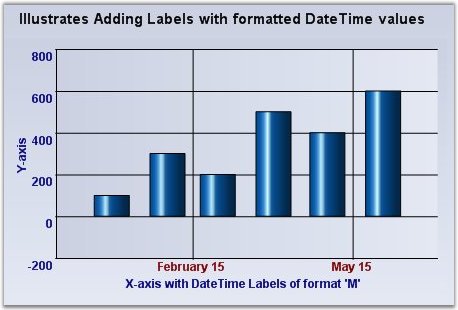 Illustrates Adding Labels with formatted DateTime values
800
600
400
200
0
-200
Y-axis
February 15
May 15
X-axis with DateTime Labels of format 'M'